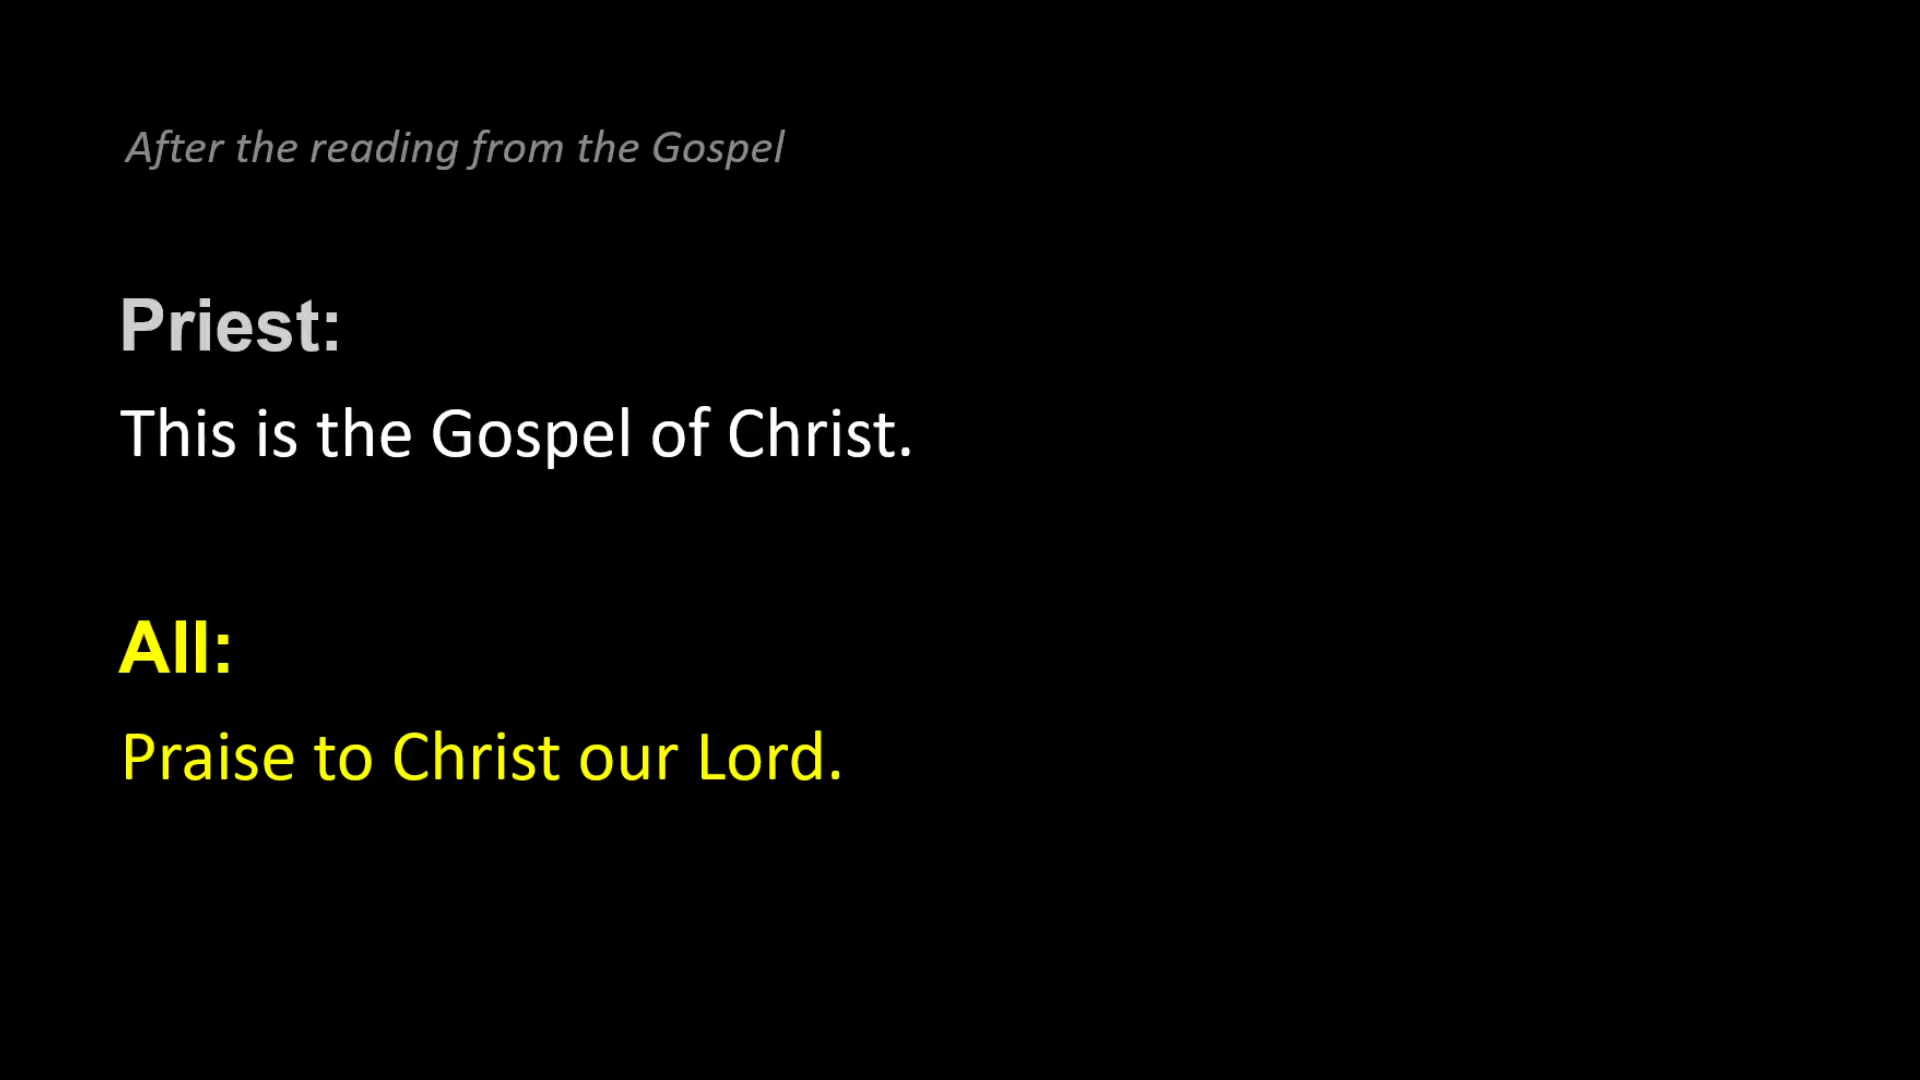 After the reading from the Gospel
Priest:
This is the Gospel of Christ.
All:
Praise to Christ our Lord.